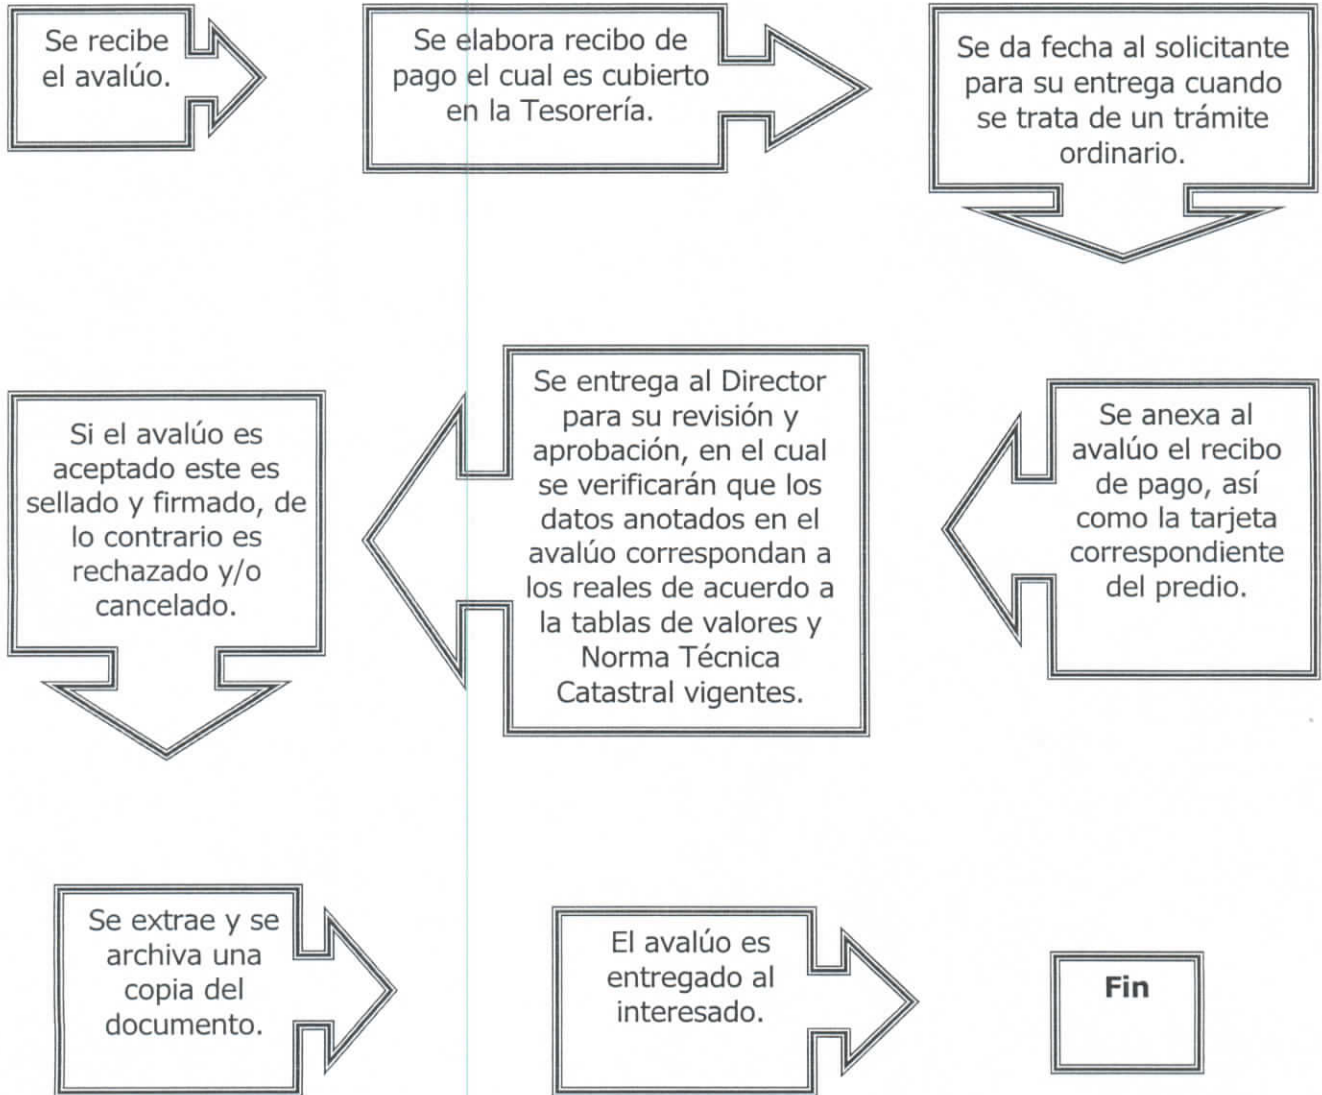 Se recibe
el avalúo.
Se elabora recibo de
pago el cual es cubierto
en la Tesorería.
Se da fecha al solicitante
para su entrega cuando
se trata de un trámite
ordinario.
Se anexa al
avalúo el recibo
de pago, así
como la tarjeta
correspondiente
del predio.
Se entrega al Director
para su revisión y
aprobación, en el cual
se verificarán que los
datos anotados en el
avalúo correspondan a
los reales de acuerdo a
la tablas de valores y
Norma Técnica
Catastral vigentes.
Si el avalúo es
aceptado este es
sellado y firmado, de
lo contrario es
rechazado y/o
cancelado.
Se extrae y se
archiva una
copia del
documento.
El avalúo es
entregado al
interesado.
Fin